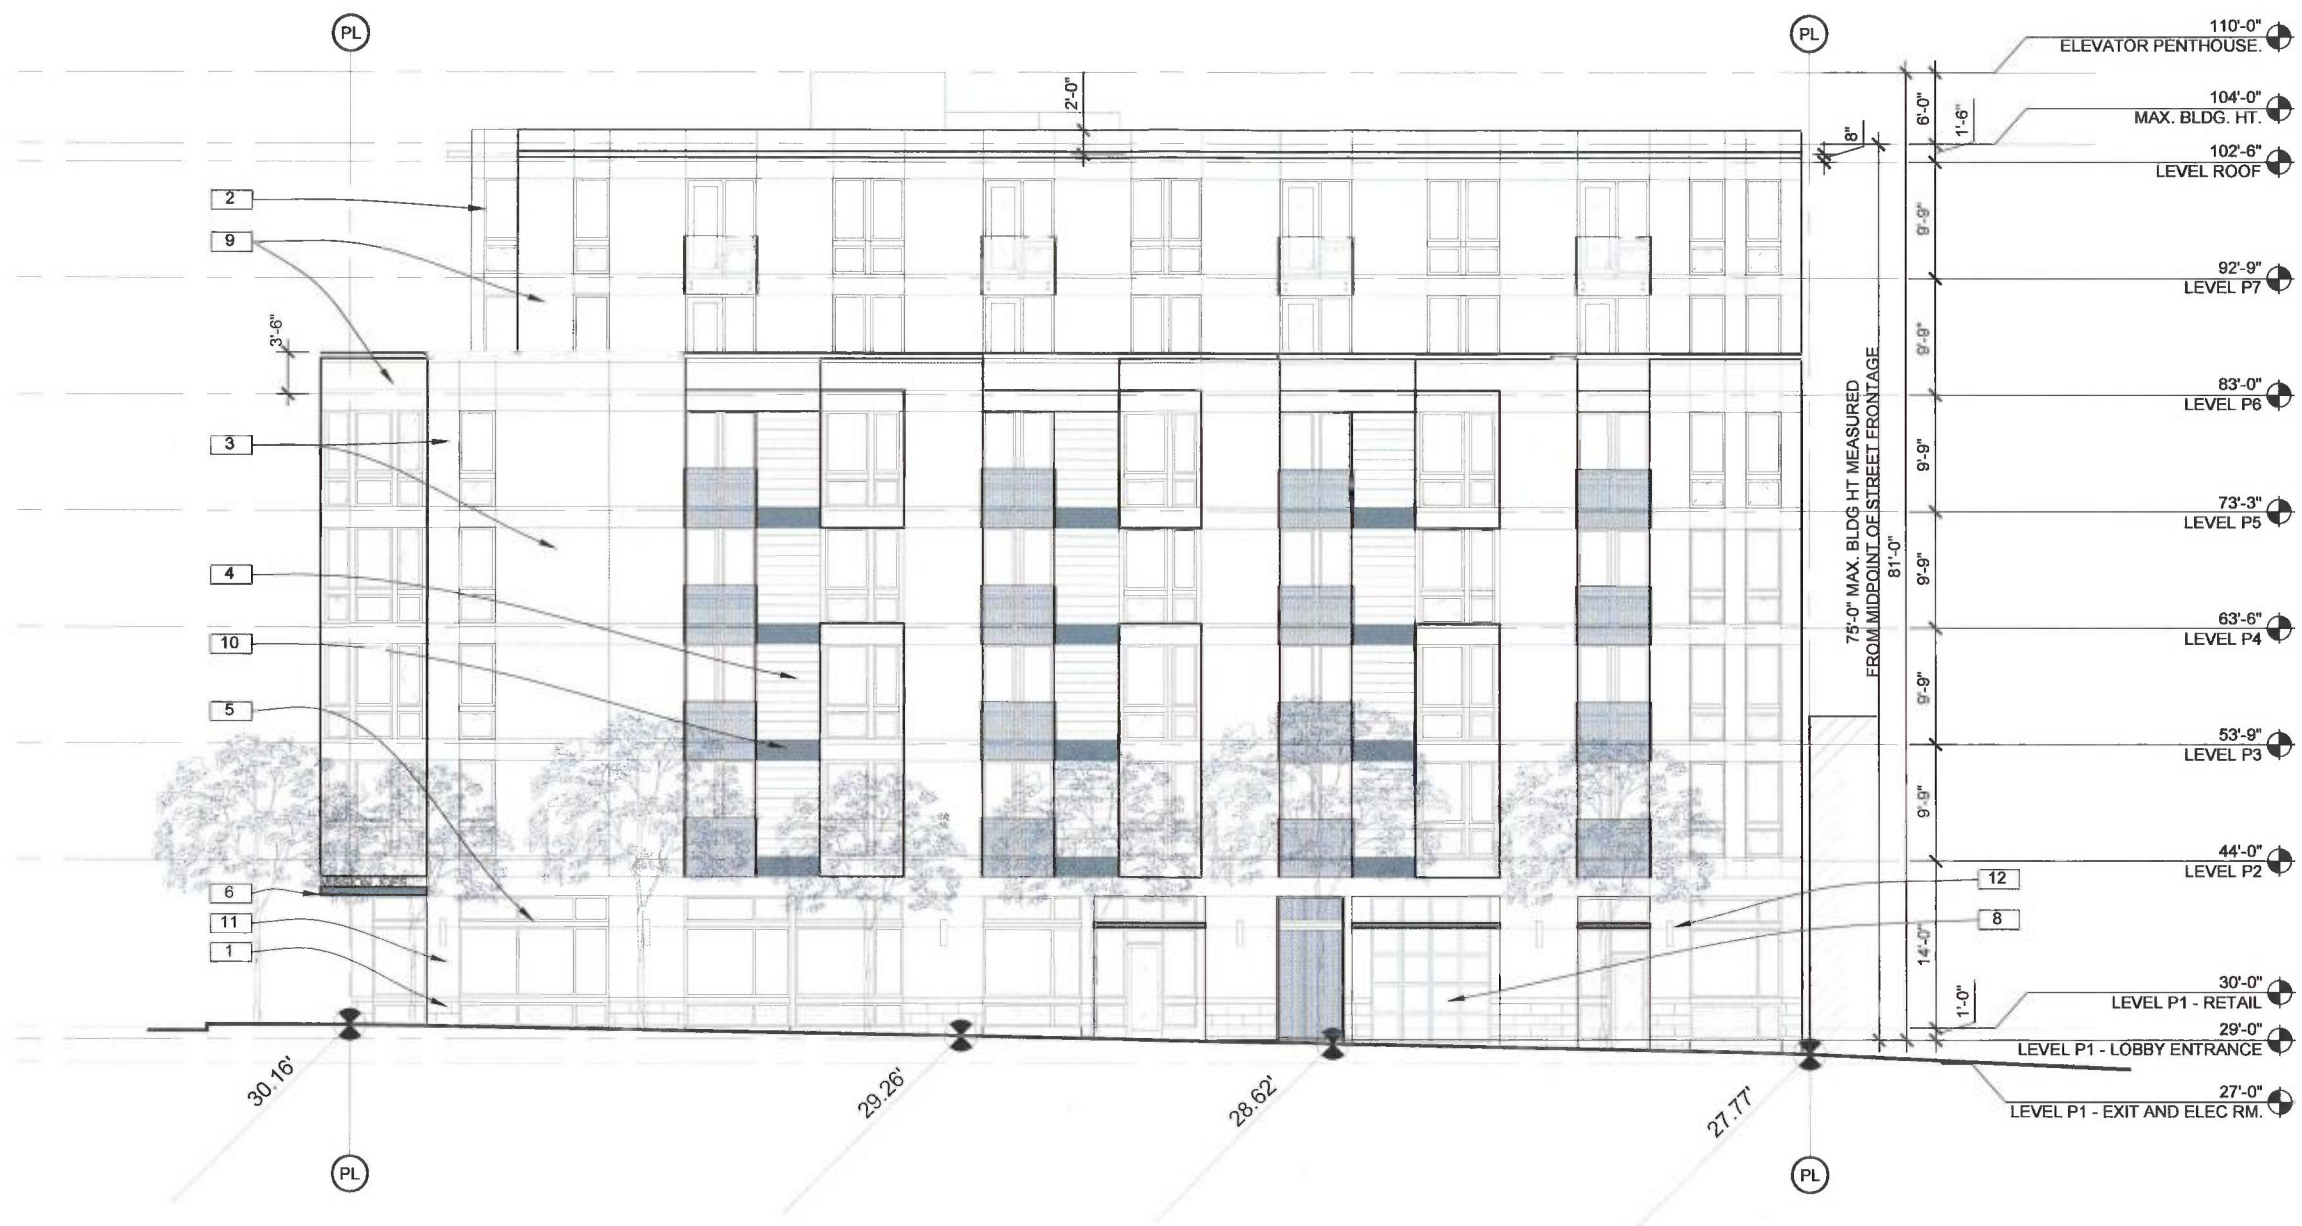 PL
PL
110'-0"
ELEVATOR PENTHOUSE.
2'-0"
6'-0"
1'-6"
104'-0"
MAX. BLDG. HT.
8"
102'-6"
LEVEL ROOF
2
9
9'-9"
92'-9"
LEVEL P7
3'-6"
9'-9"
83'-0"
LEVEL P6
3
9'-9"
73'-3"
LEVEL P5
75'-0" MAX. BLDG HT MEASURED
FROM MIDPOINT OF STREET FRONTAGE
81'-0"
4
9'-9"
63'-6"
LEVEL P4
10
5
9'-9"
53'-9"
LEVEL P3
9'-9"
44'-0"
LEVEL P2
6
12
11
8
1
14'-0"
1'-0"
30'-0"
LEVEL P1 - RETAIL
29'-0"
LEVEL P1 - LOBBY ENTRANCE
27'-0"
LEVEL P1 - EXIT AND ELEC RM.
30.16'
29.26'
28.62'
27.77'
PL
PL